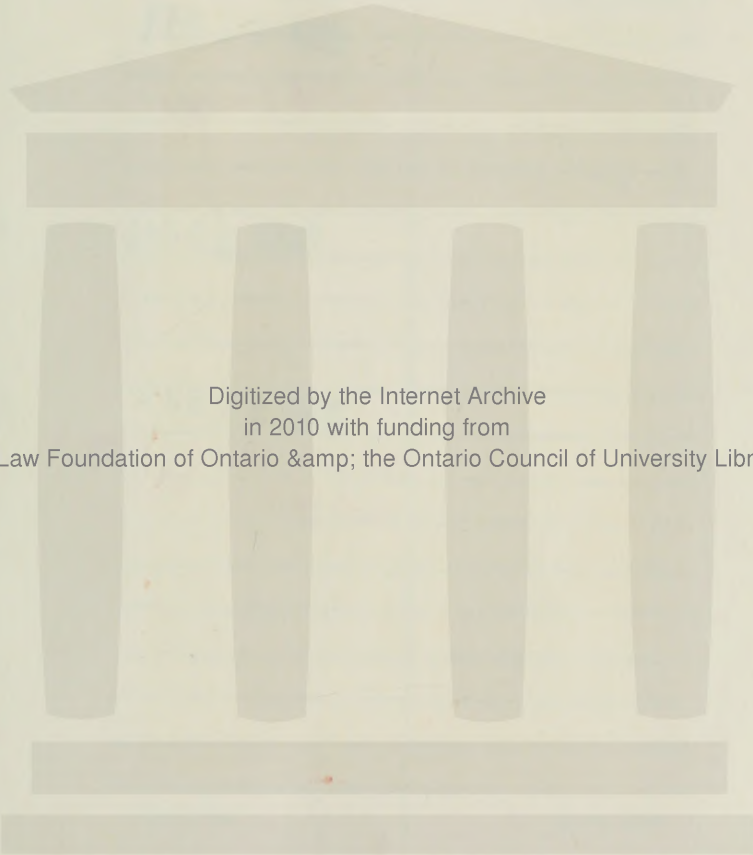 Digitized by the Internet Archive
in 2010 with funding from
Law Foundation of Ontario &amp; the Ontario Council of University Libr